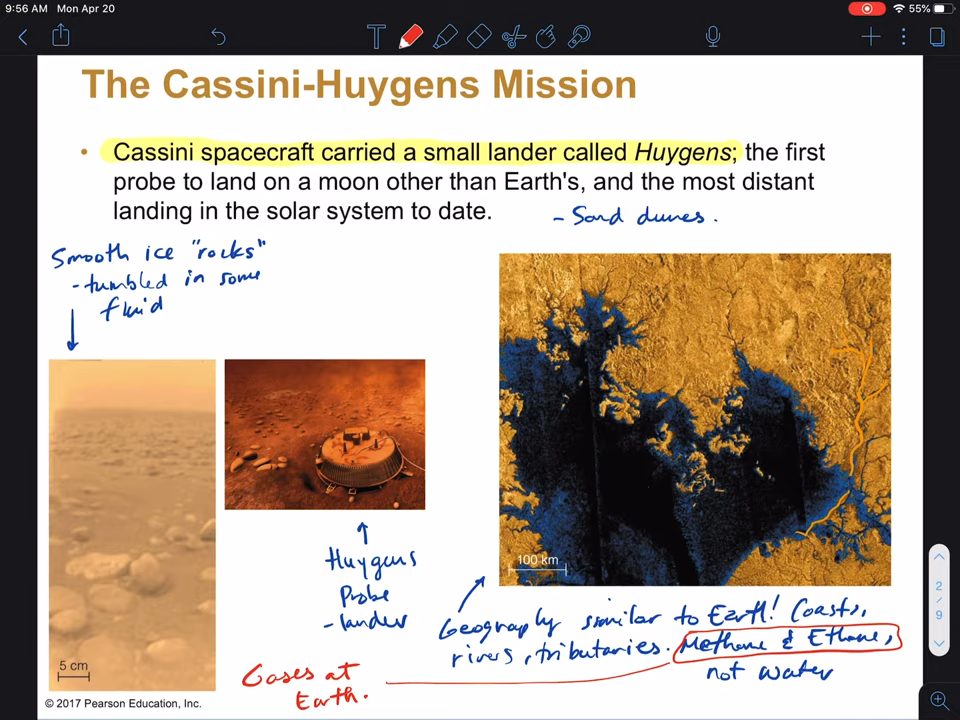 9:56 AM Mon Apr 20
55%
The Cassini-Huygens Mission
• Cassini spacecraft carried a small lander called Huygens; the first
probe to land on a moon other than Earth's, and the most distant
landing in the solar system to date.
- Sand dunes.
Smooth ice "rocks"
- tumbled in some
fluid
5 cm
Huygens
Probe
- lander
100 km
Geography similar to Earth! Coasts,
rivers, tributaries. Methane & Ethane,
not water
Gases at
Earth.
© 2017 Pearson Education, Inc.
2
/
9